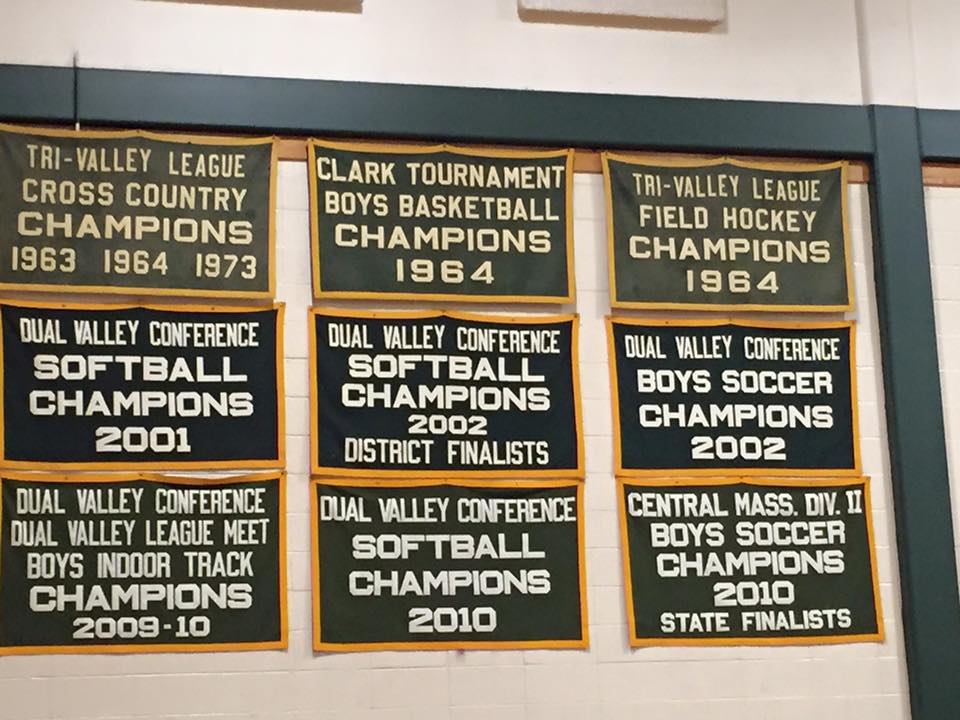 TRI-VALLEY LEAGUE
CROSS COUNTRY
CHAMPIONS
1963 1964 1973
CLARK TOURNAMENT
BOYS BASKETBALL
CHAMPIONS
1964
TRI-VALLEY LEAGUE
FIELD HOCKEY
CHAMPIONS
1964
DUAL VALLEY CONFERENCE
SOFTBALL
CHAMPIONS
2001
DUAL VALLEY CONFERENCE
SOFTBALL
CHAMPIONS
2002
DISTRICT FINALISTS
DUAL VALLEY CONFERENCE
BOYS SOCCER
CHAMPIONS
2002
DUAL VALLEY CONFERENCE
DUAL VALLEY LEAGUE MEET
BOYS INDOOR TRACK
CHAMPIONS
2009-10
DUAL VALLEY CONFERENCE
SOFTBALL
CHAMPIONS
2010
CENTRAL MASS. DIV. II
BOYS SOCCER
CHAMPIONS
2010
STATE FINALISTS